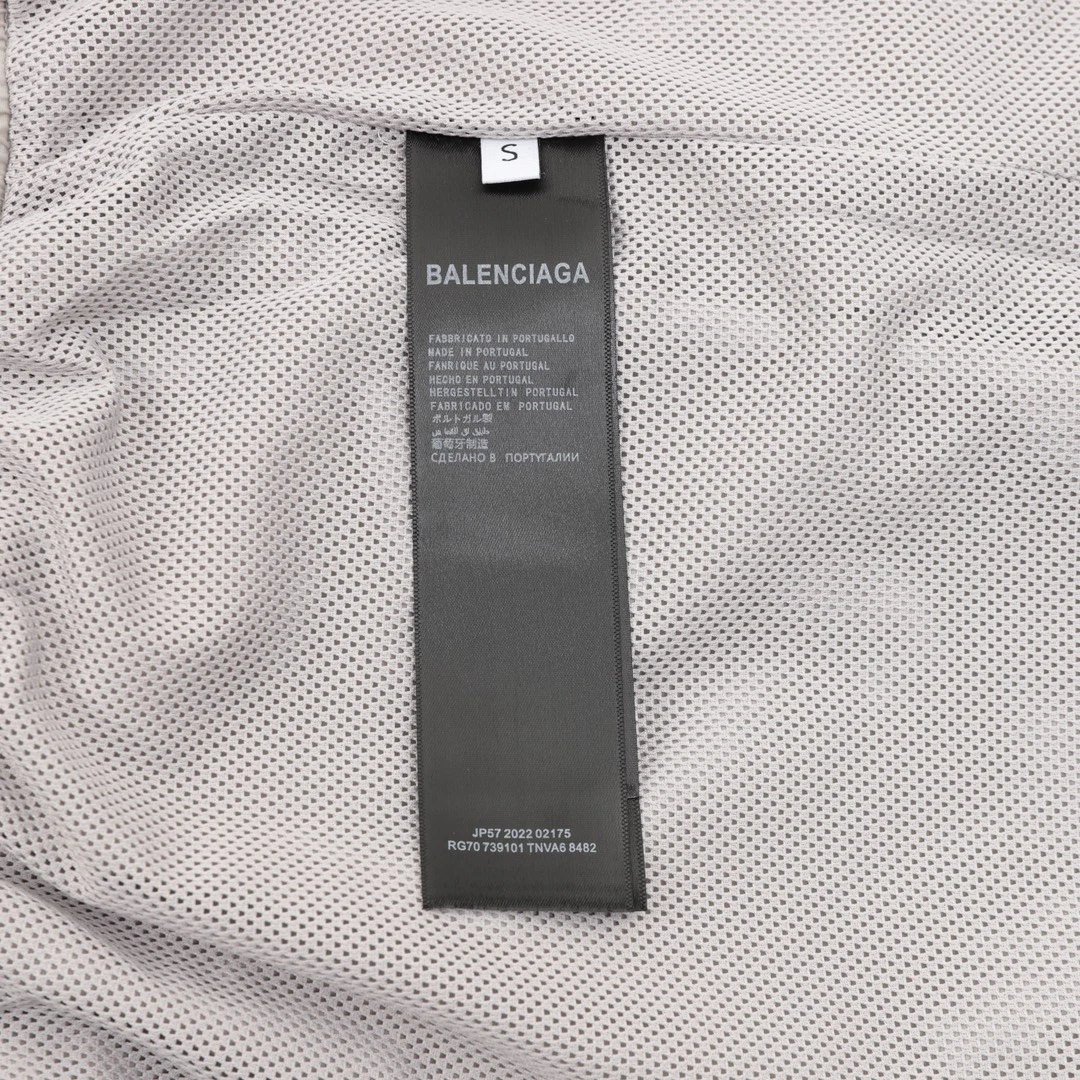 S
BALENCIAGA
FABBRICATO IN PORTUGALLO
MADE IN PORTUGAL
FANRIQUE AU PORTUGAL
HECHO EN PORTUGAL
HERGESTELLTIN PORTUGAL
FABRICADO EM PORTUGAL
ポルトガル製
葡萄牙制造
СДЕЛАНО В ПОРТУГАЛИИ
JP57 2022 02175
RG70 739101 TNVA6 8482